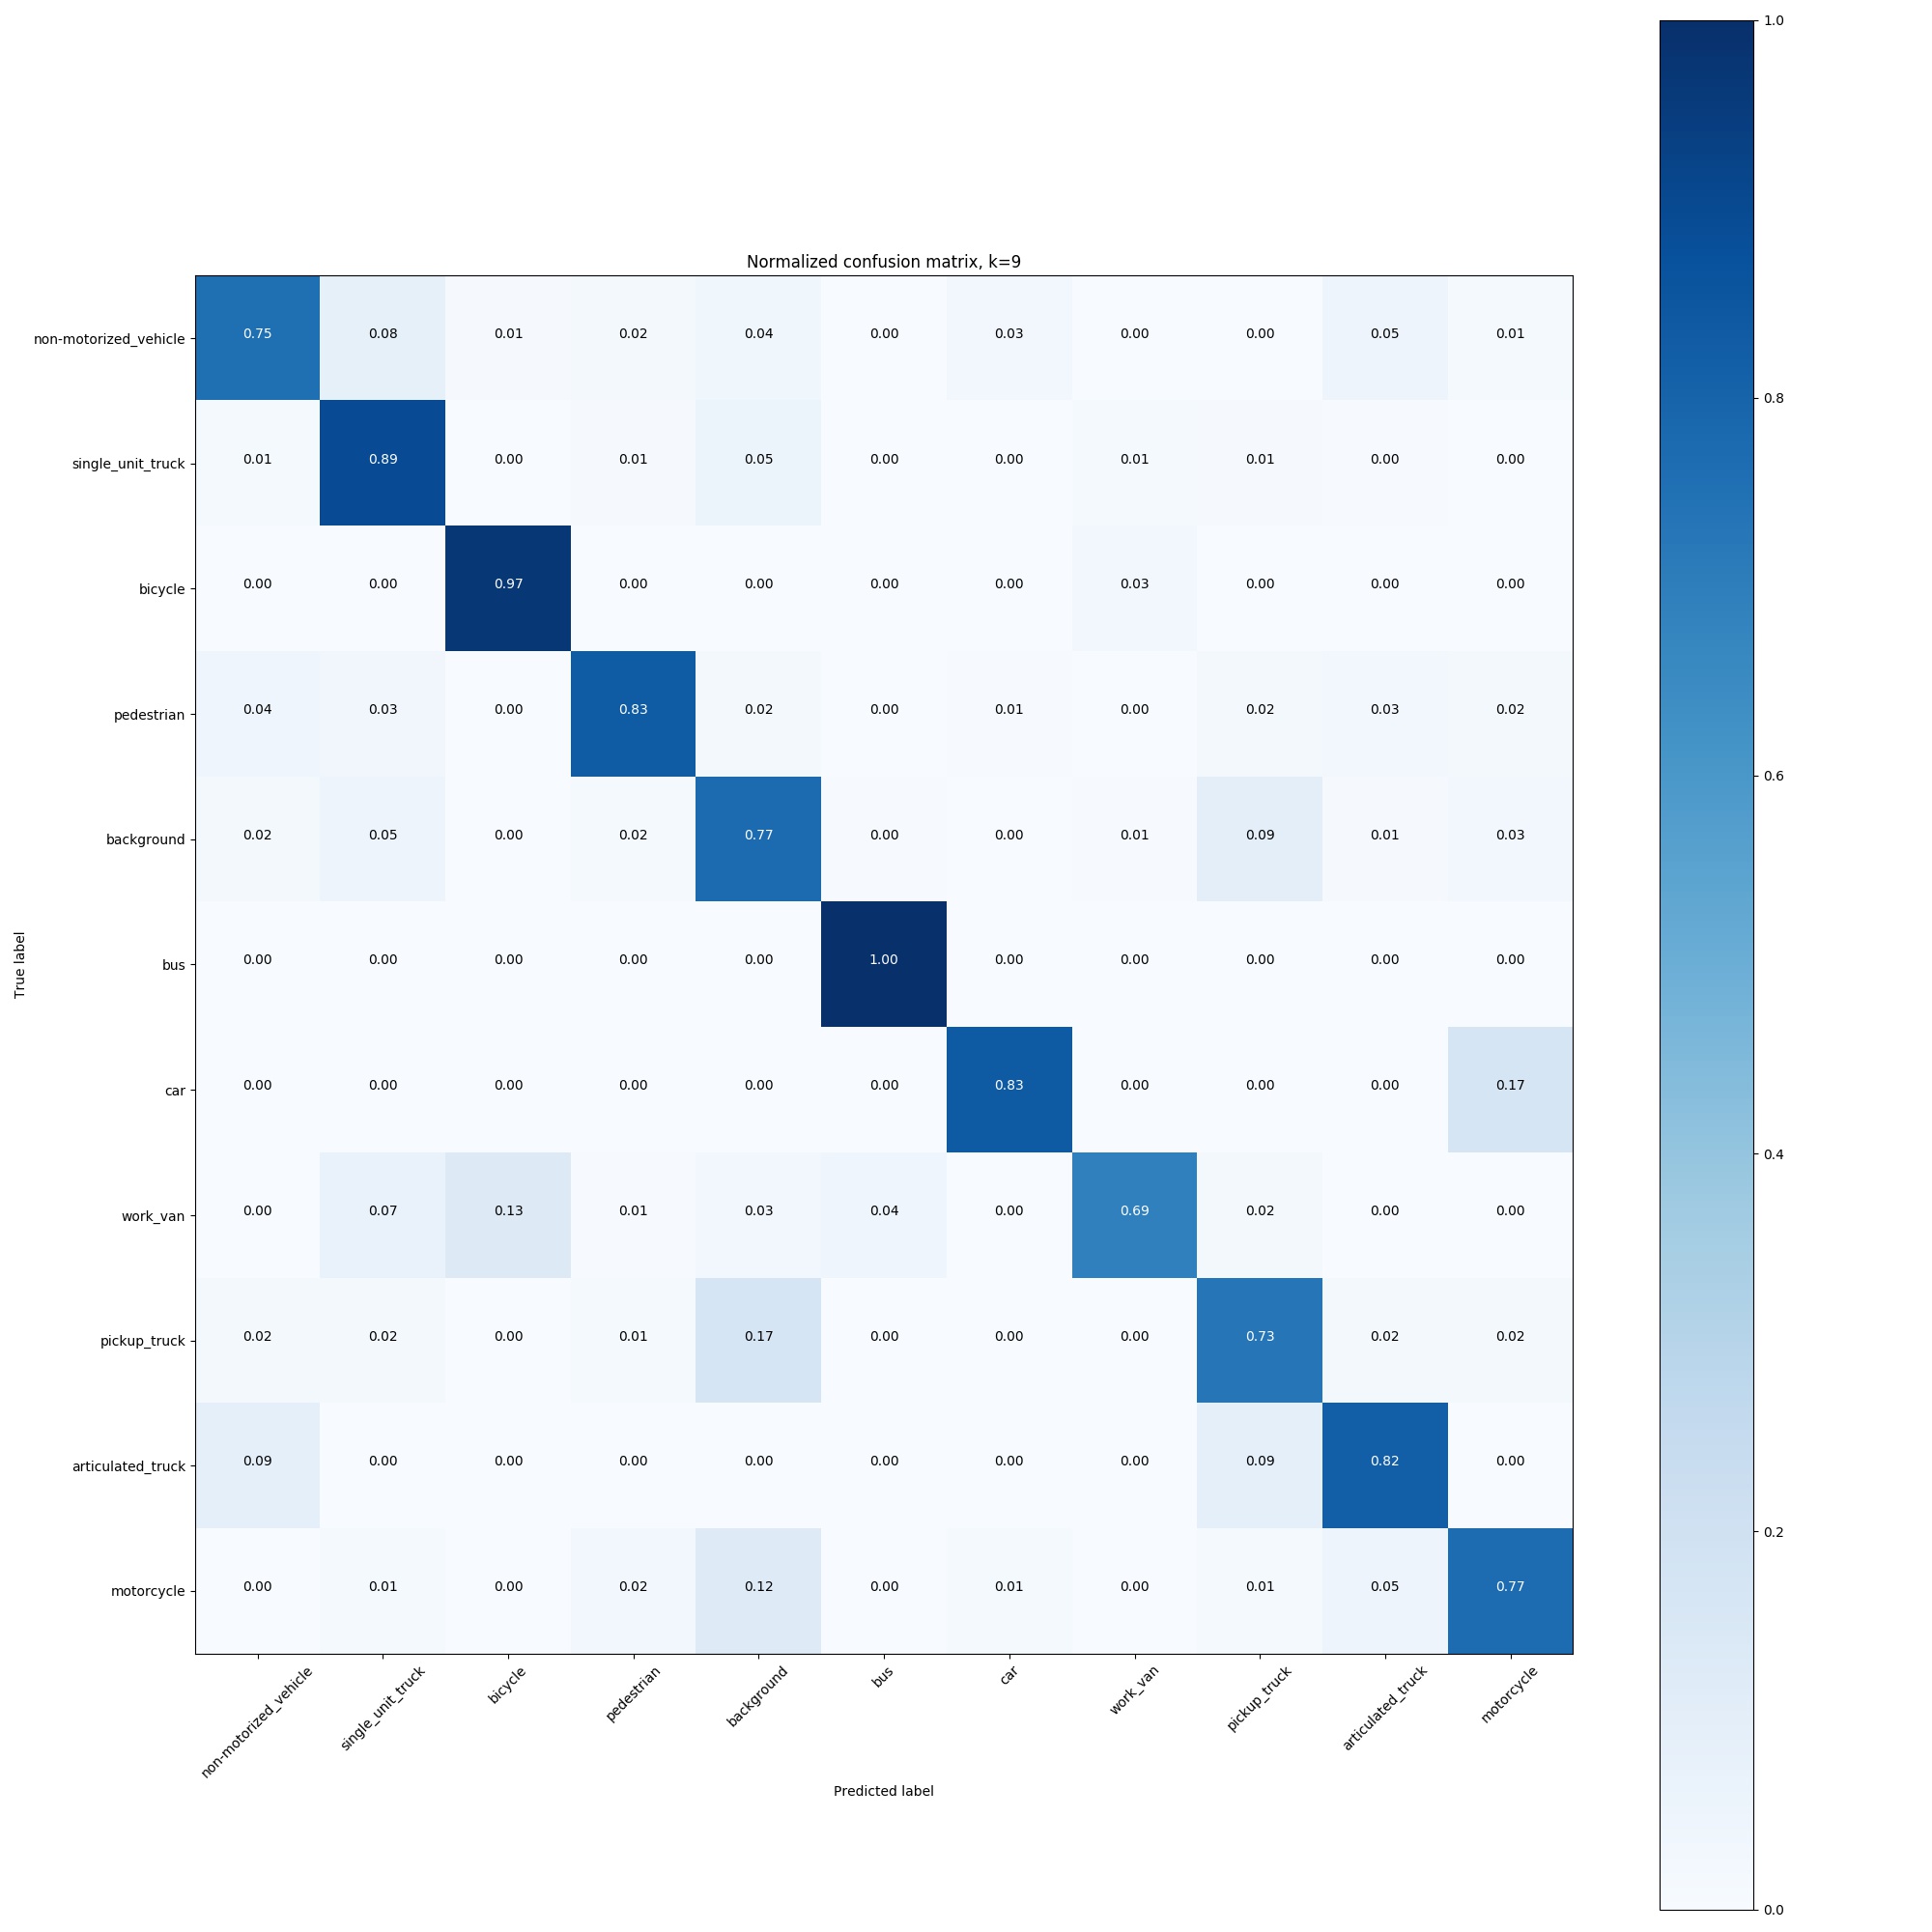 Normalized confusion matrix, k=9
non-motorized_vehicle 0.75 0.08 0.01 0.02 0.04 0.00 0.03 0.00 0.00 0.05 0.01
single_unit_truck 0.01 0.89 0.00 0.01 0.05 0.00 0.00 0.01 0.01 0.00 0.00
bicycle 0.00 0.00 0.97 0.00 0.00 0.00 0.00 0.03 0.00 0.00 0.00
pedestrian 0.04 0.03 0.00 0.83 0.02 0.00 0.01 0.00 0.02 0.03 0.02
background 0.02 0.05 0.00 0.02 0.77 0.00 0.00 0.01 0.09 0.01 0.03
bus 0.00 0.00 0.00 0.00 0.00 1.00 0.00 0.00 0.00 0.00 0.00
car 0.00 0.00 0.00 0.00 0.00 0.00 0.83 0.00 0.00 0.00 0.17
work_van 0.00 0.07 0.13 0.01 0.03 0.04 0.00 0.69 0.02 0.00 0.00
pickup_truck 0.02 0.02 0.00 0.01 0.17 0.00 0.00 0.00 0.73 0.02 0.02
articulated_truck 0.09 0.00 0.00 0.00 0.00 0.00 0.00 0.00 0.09 0.82 0.00
motorcycle 0.00 0.01 0.00 0.02 0.12 0.00 0.01 0.00 0.01 0.05 0.77
non-motorized_vehicle single_unit_truck bicycle pedestrian background bus car work_van pickup_truck articulated_truck motorcycle
Predicted label
True label
1.0
0.8
0.6
0.4
0.2
0.0